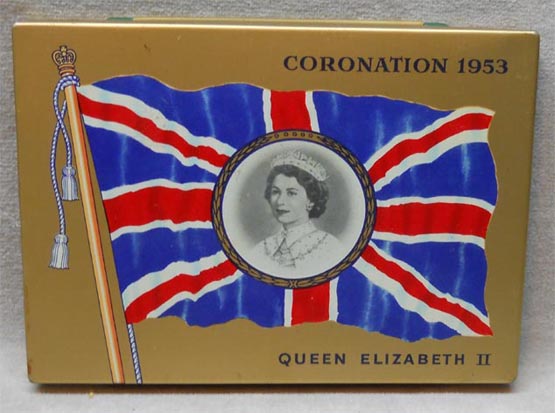 CORONATION 1953
QUEEN ELIZABETH II